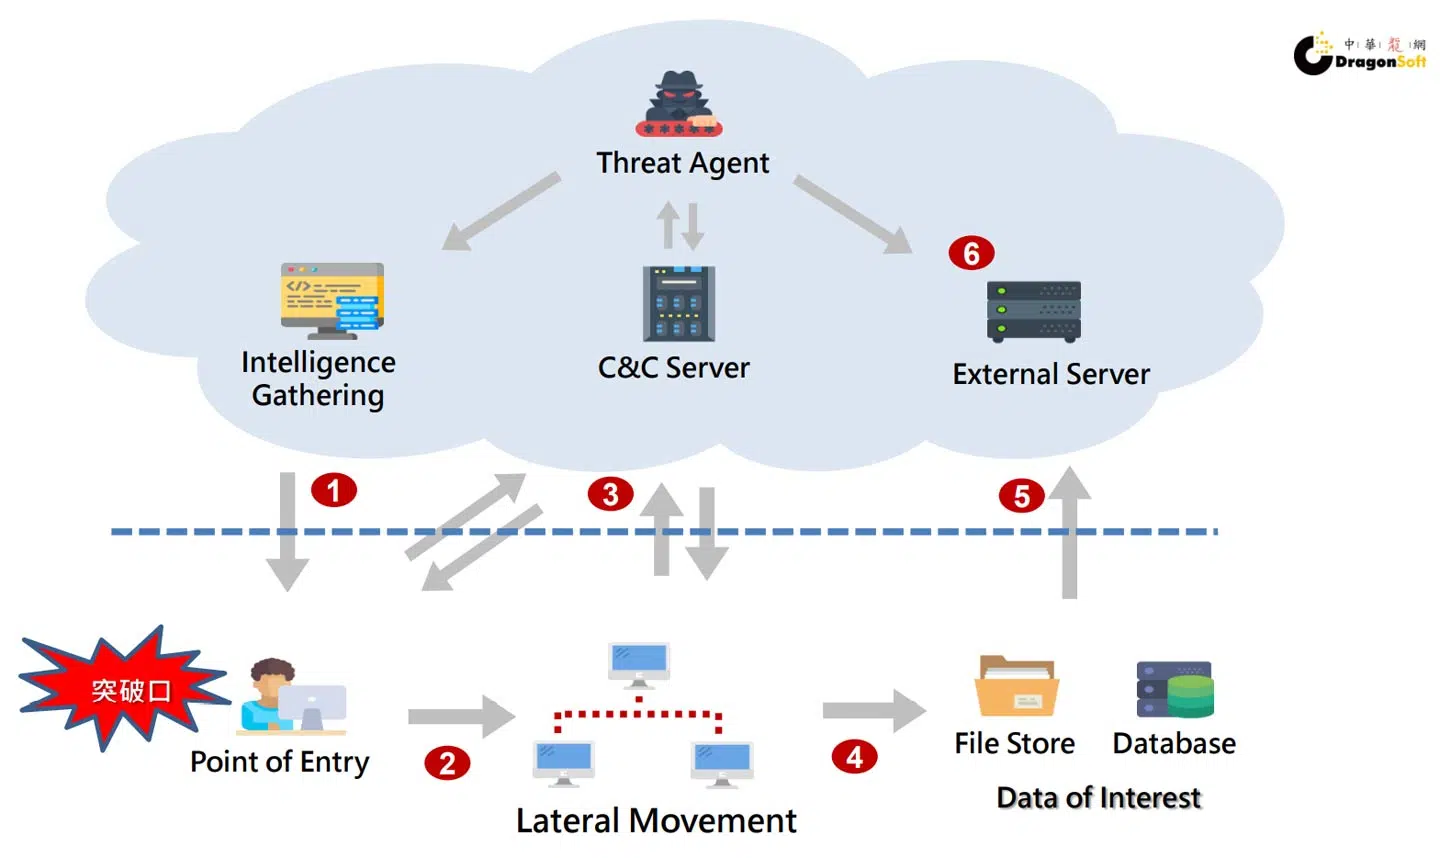 中華龍網
DragonSoft
Threat Agent
6
Intelligence
Gathering
C&C Server
External Server
1
3
5
突破口
Point of Entry
2
Lateral Movement
4
File Store
Database
Data of Interest